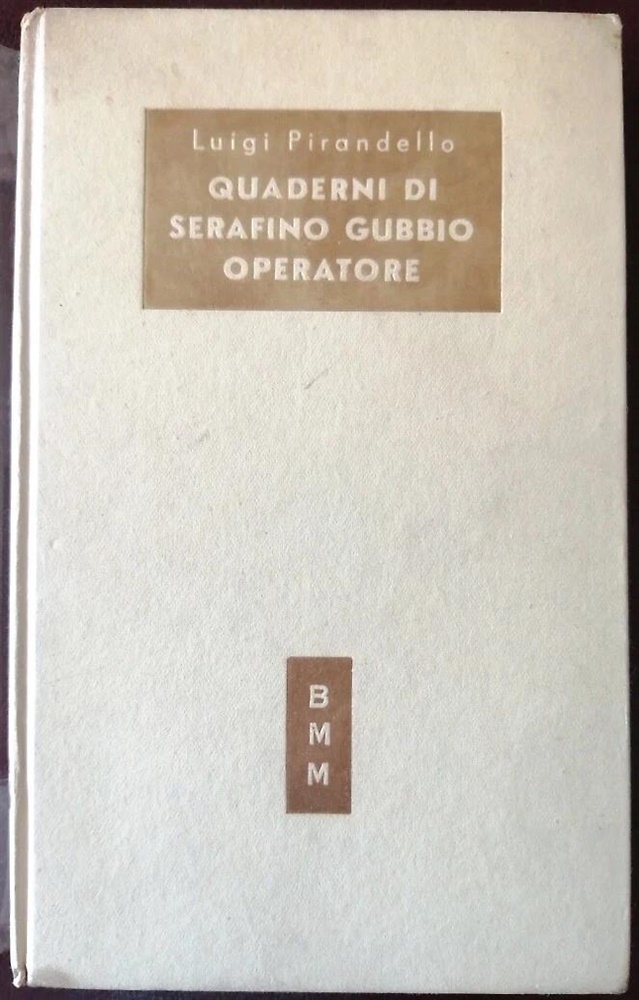 Luigi Pirandello
QUADERNI DI
SERAFINO GUBBIO
OPERATORE
B
M
M